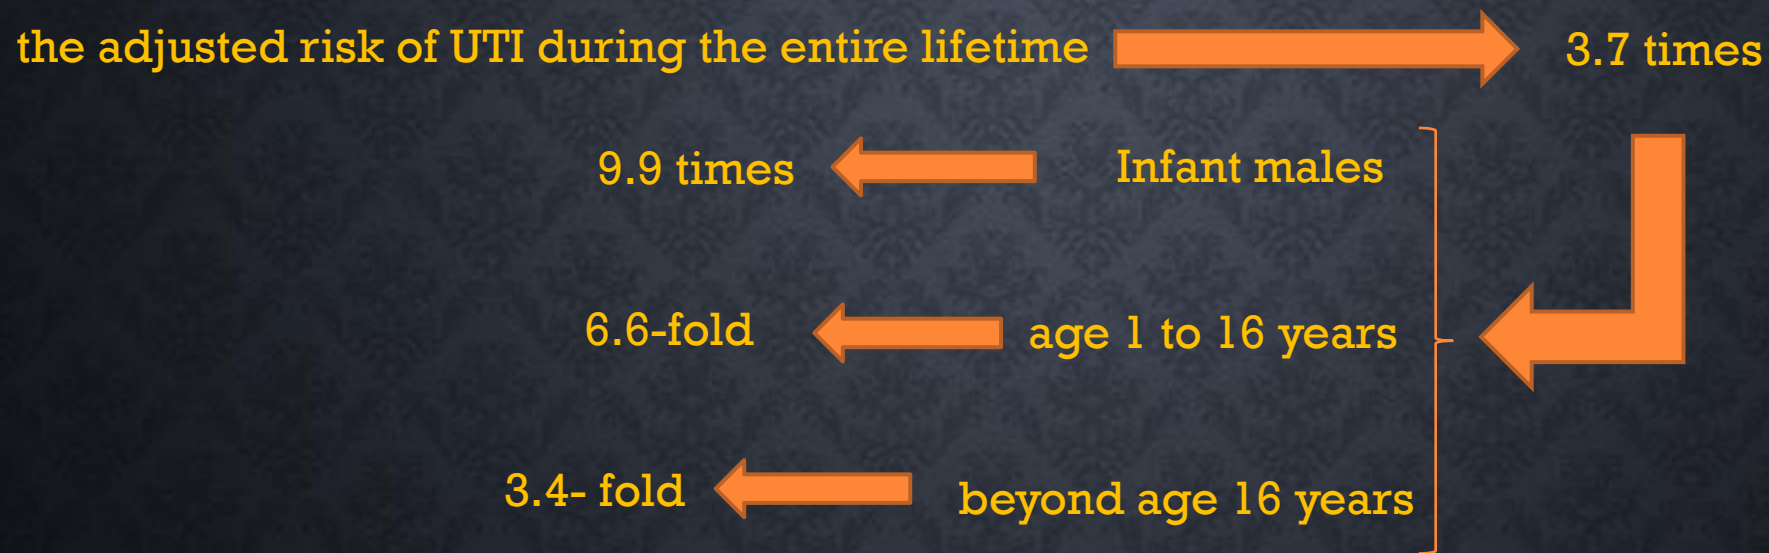 the adjusted risk of UTI during the entire lifetime 3.7 times
9.9 times Infant males
6.6-fold age 1 to 16 years
3.4- fold beyond age 16 years